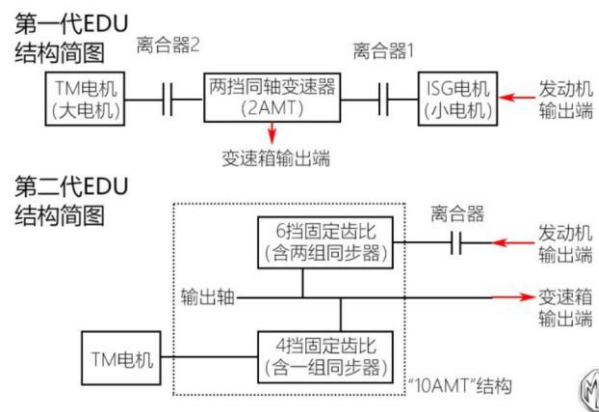 第一代EDU
结构简图
离合器2
离合器1
TM电机
(大电机)
两挡同轴变速器
(2AMT)
ISG电机
(小电机)
发动机
输出端
变速箱输出端
第二代EDU
结构简图
6挡固定齿比
(含两组同步器)
离合器
发动机
输出端
输出轴
变速箱
输出端
TM电机
4挡固定齿比
(含一组同步器)
“10AMT”结构